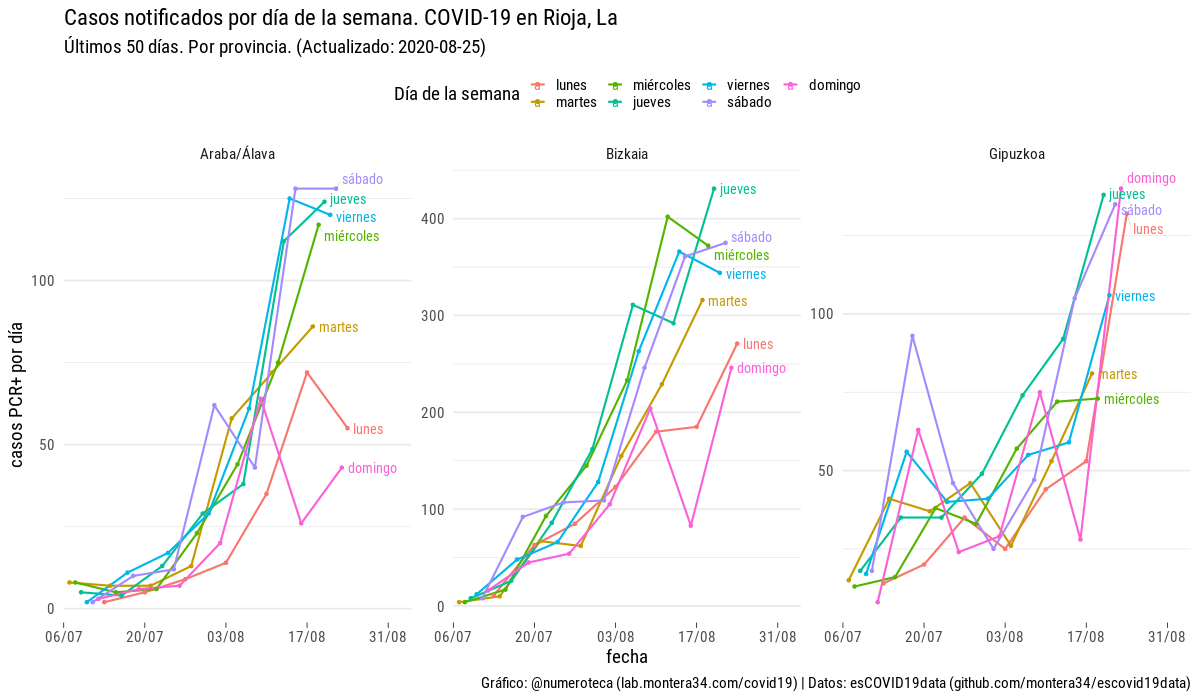 Casos notificados por día de la semana. COVID-19 en Rioja, La
Últimos 50 días. Por provincia. (Actualizado: 2020-08-25)
Día de la semana
lunes
miércoles
viernes
domingo
martes
jueves
sábado
Araba/Álava
Bizkaia
Gipuzkoa
casos PCR+ por día
100
50
0
sábado
jueves
viernes
miércoles
martes
lunes
domingo
06/07
20/07
03/08
17/08
31/08
400
300
200
100
0
jueves
sábado
miércoles
viernes
martes
lunes
domingo
06/07
20/07
03/08
17/08
31/08
100
50
domingo
jueves
sábado
lunes
viernes
martes
miércoles
06/07
20/07
03/08
17/08
31/08
fecha
Gráfico: @numeroteca (lab.montera34.com/covid19) | Datos: esCOVID19data (github.com/montera34/escovid19data)